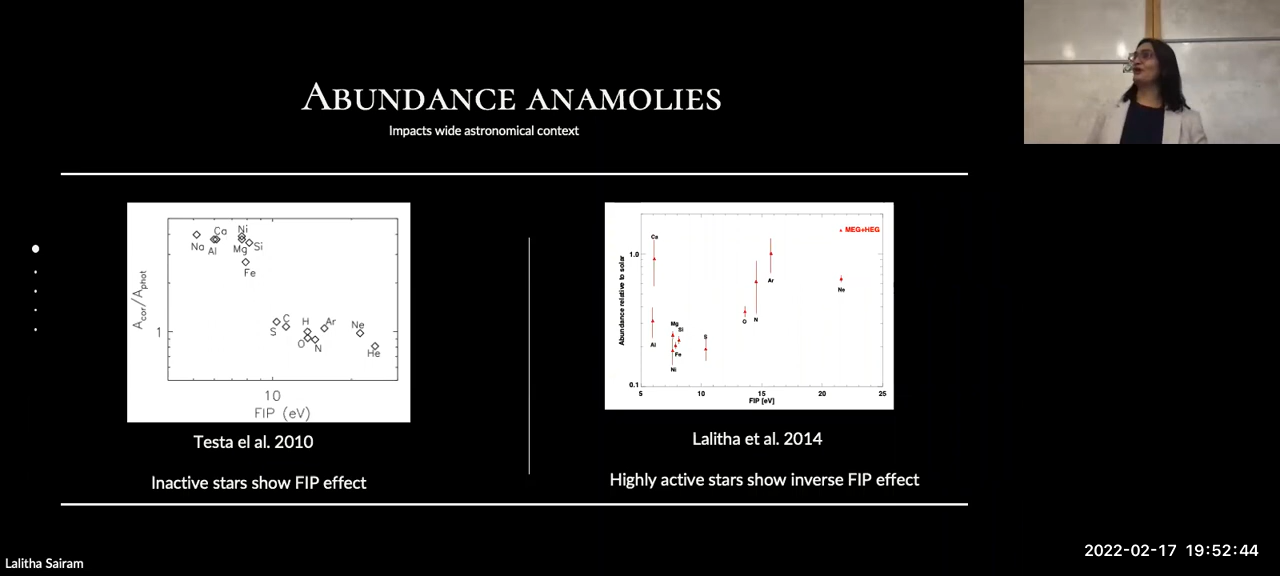 ABUNDANCE ANAMOLIES
Impacts wide astronomical context
Ca
Ni
Na
Al
Mg
Si
Fe
S
C
H
O
N
Ar
Ne
He
1
10
A_cor/A_phot
FIP (eV)
Testa el al. 2010
Inactive stars show FIP effect
MEG+HEG
Ca
Al
Mg
Si
Fe
Ni
S
O
N
Ar
Ne
1.0
0.1
5 10 15 20 25
Abundance relative to solar
FIP [eV]
Lalitha et al. 2014
Highly active stars show inverse FIP effect
2022-02-17 19:52:44
Lalitha Sairam